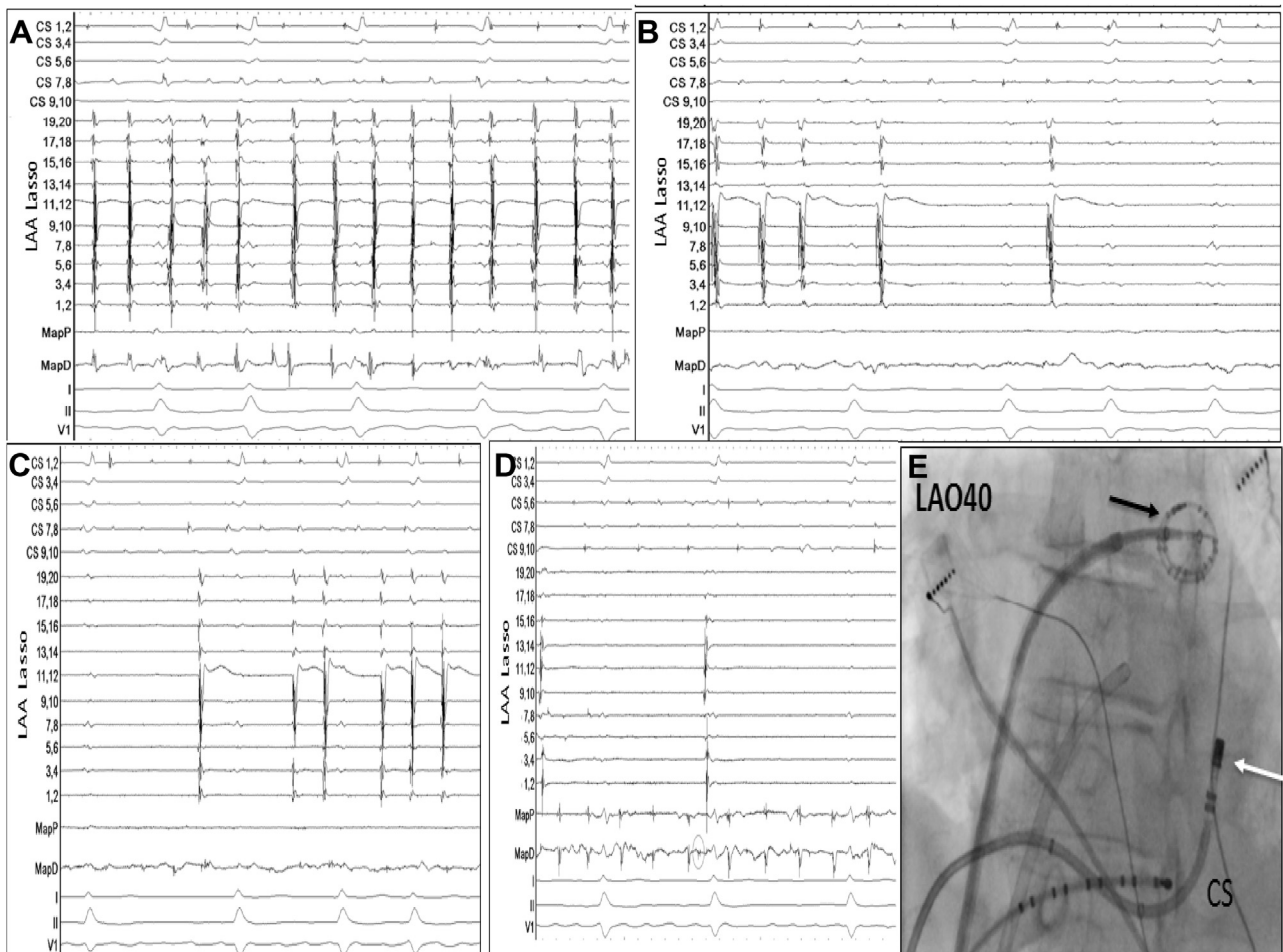 A
CS 1,2
CS 3,4
CS 5,6
CS 7,8
CS 9,10
19,20
17,18
15,16
13,14
11,12
9,10
7,8
5,6
3,4
1,2
LAA Lasso
MapP
MapD
I
II
V1
B
CS 1,2
CS 3,4
CS 5,6
CS 7,8
CS 9,10
19,20
17,18
15,16
13,14
11,12
9,10
7,8
5,6
3,4
1,2
LAA Lasso
MapP
MapD
I
II
V1
C
CS 1,2
CS 3,4
CS 5,6
CS 7,8
CS 9,10
19,20
17,18
15,16
13,14
11,12
9,10
7,8
5,6
3,4
1,2
LAA Lasso
MapP
MapD
I
II
V1
D
CS 1,2
CS 3,4
CS 5,6
CS 7,8
CS 9,10
19,20
17,18
15,16
13,14
11,12
9,10
7,8
5,6
3,4
1,2
LAA Lasso
MapP
MapD
I
II
V1
E
LAO40
CS